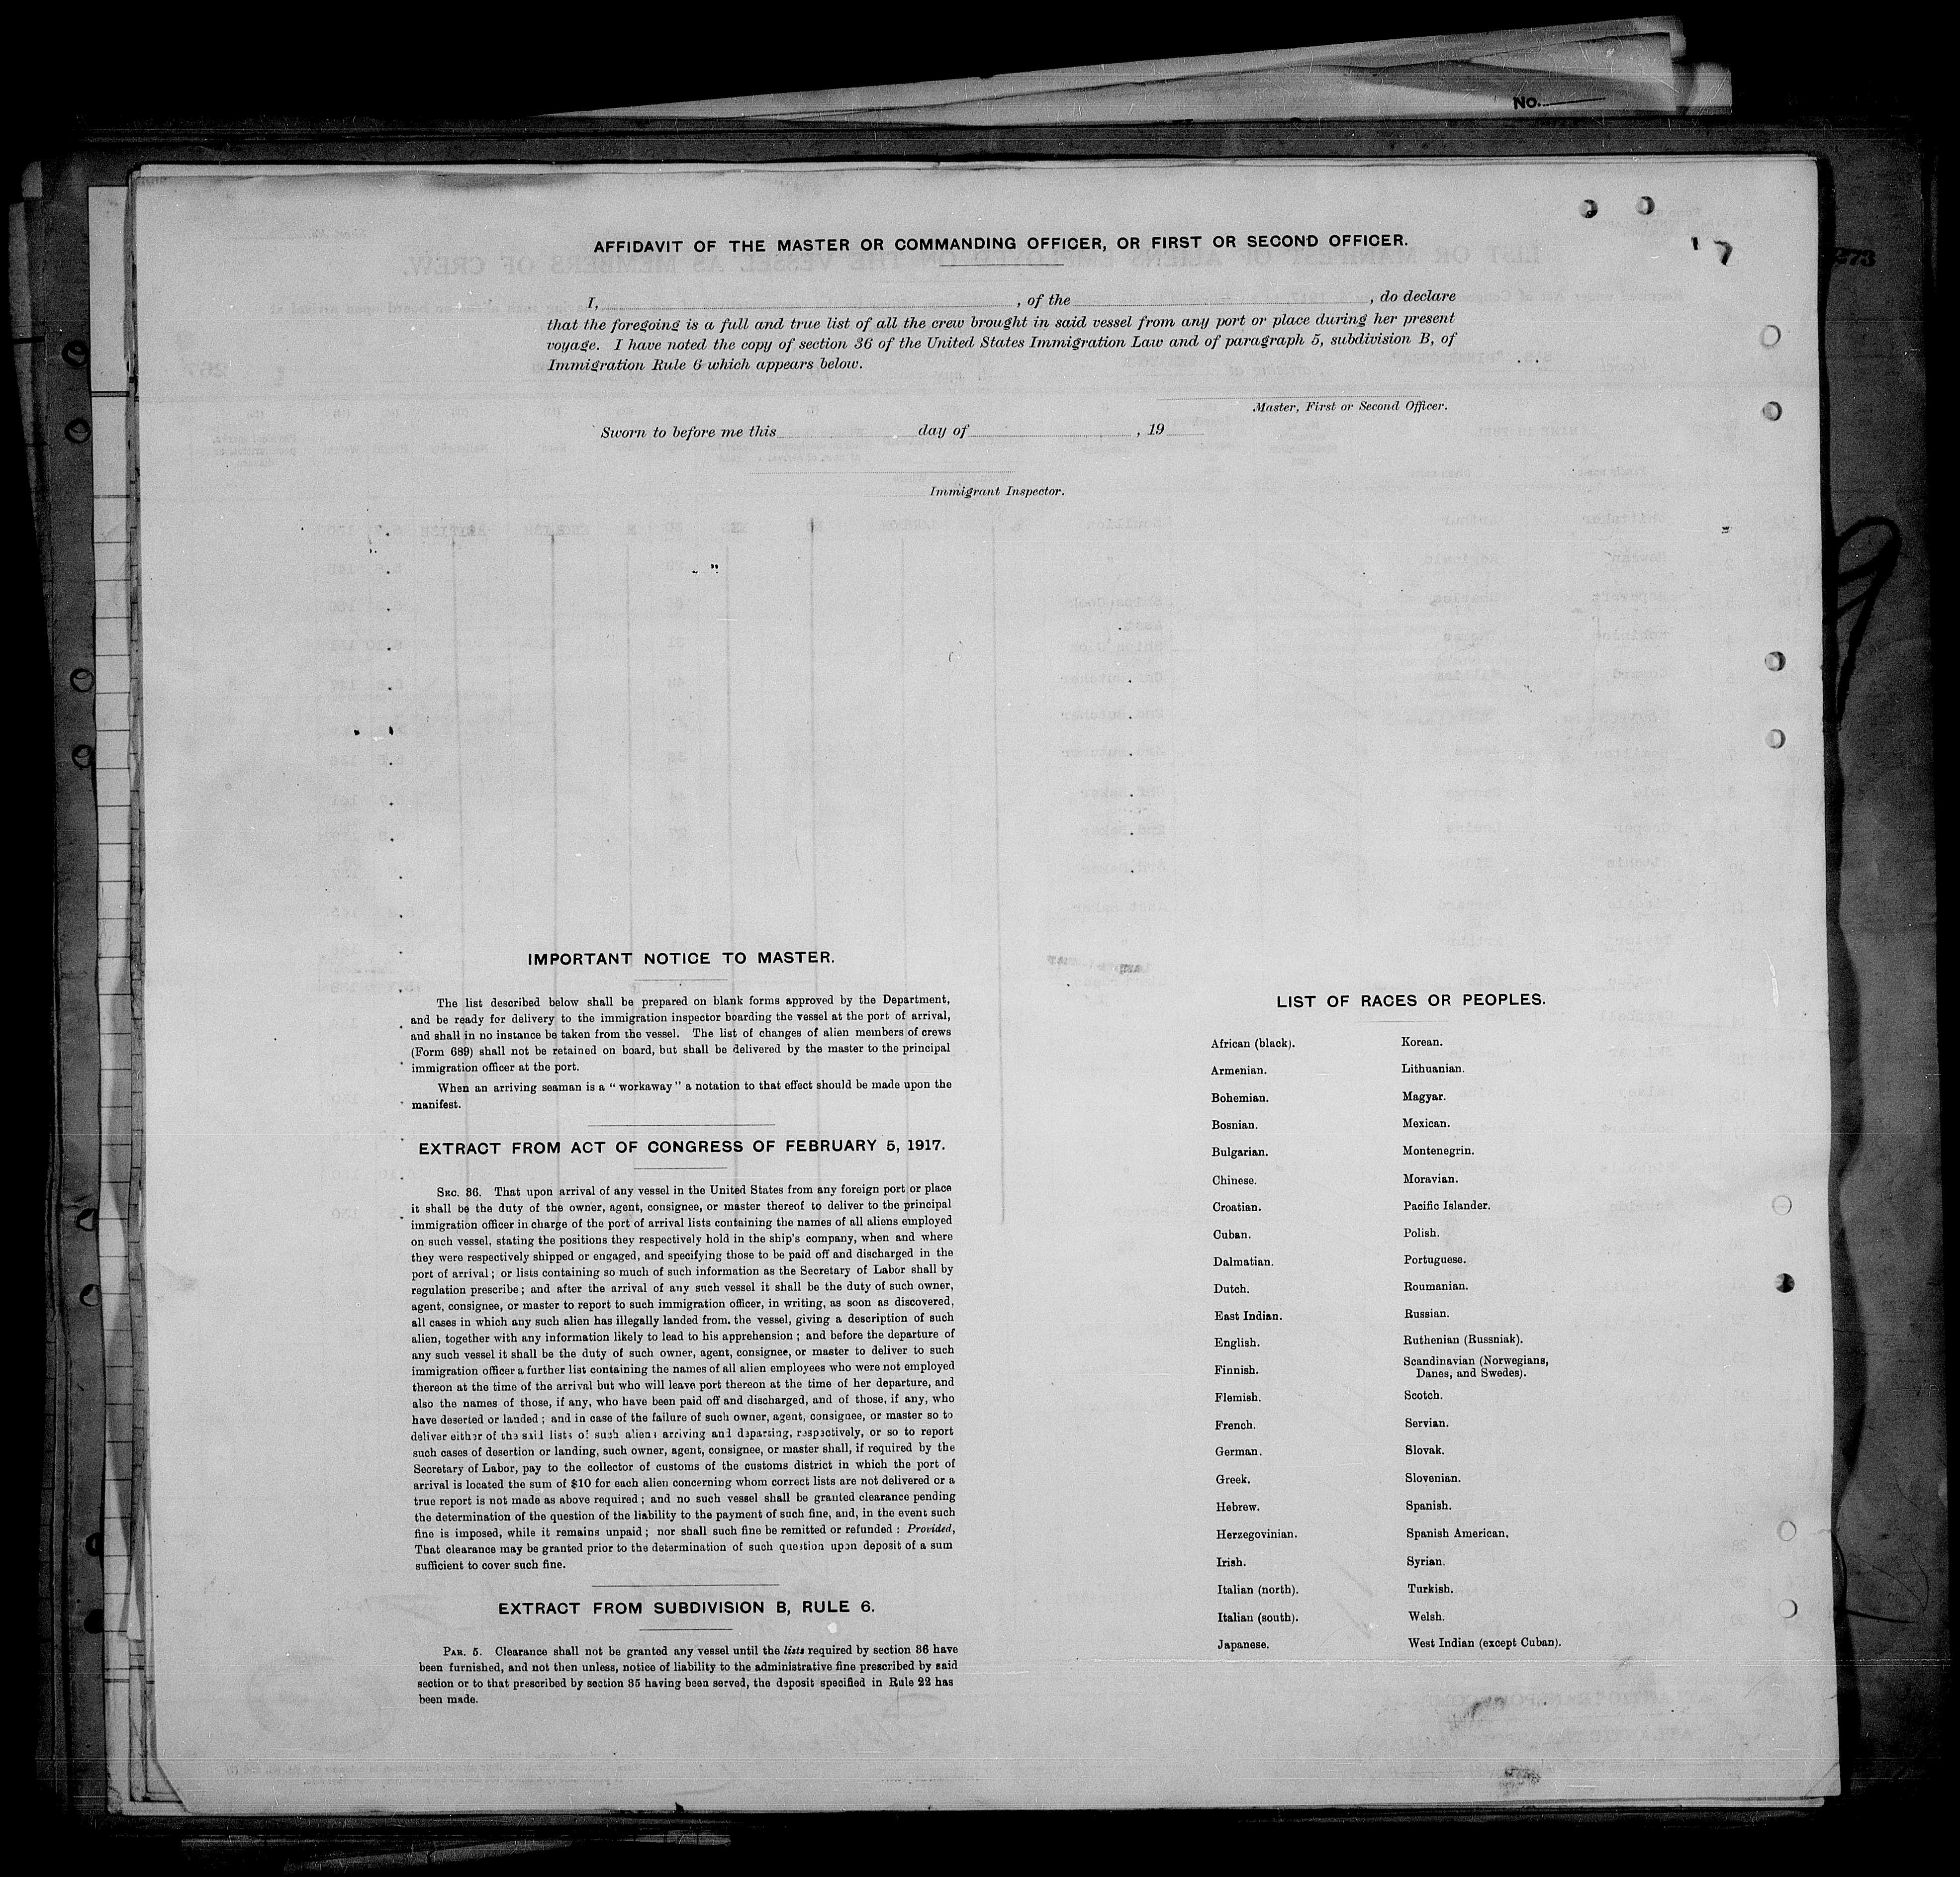 No.
7
273
AFFIDAVIT OF THE MASTER OR COMMANDING OFFICER, OR FIRST OR SECOND OFFICER.
I, , of the , do declare
that the foregoing is a full and true list of all the crew brought in said vessel from any port or place during her present
voyage. I have noted the copy of section 36 of the United States Immigration Law and of paragraph 5, subdivision B, of
Immigration Rule 6 which appears below.
Master, First or Second Officer.
Sworn to before me this day of , 19
Immigrant Inspector.
IMPORTANT NOTICE TO MASTER.
The list described below shall be prepared on blank forms approved by the Department,
and be ready for delivery to the immigration inspector boarding the vessel at the port of arrival,
and shall in no instance be taken from the vessel. The list of changes of alien members of crews
(Form 689) shall not be retained on board, but shall be delivered by the master to the principal
immigration officer at the port.
When an arriving seaman is a "workaway" a notation to that effect should be made upon the
manifest.
EXTRACT FROM ACT OF CONGRESS OF FEBRUARY 5, 1917.
SEC. 36. That upon arrival of any vessel in the United States from any foreign port or place
it shall be the duty of the owner, agent, consignee, or master thereof to deliver to the principal
immigration officer in charge of the port of arrival lists containing the names of all aliens employed
on such vessel, stating the positions they respectively hold in the ship's company, when and where
they were respectively shipped or engaged, and specifying those to be paid off and discharged in the
port of arrival; or lists containing so much of such information as the Secretary of Labor shall by
regulation prescribe; and after the arrival of any such vessel it shall be the duty of such owner,
agent, consignee, or master to report to such immigration officer, in writing, as soon as discovered,
all cases in which any such alien has illegally landed from. the vessel, giving a description of such
alien, together with any information likely to lead to his apprehension; and before the departure of
any such vessel it shall be the duty of such owner, agent, consignee, or master to deliver to such
immigration officer a further list containing the names of all alien employees who were not employed
thereon at the time of the arrival but who will leave port thereon at the time of her departure, and
also the names of those, if any, who have been paid off and discharged, and of those, if any, who
have deserted or landed; and in case of the failure of such owner, agent, consignee, or master so to
deliver either of the said lists of such aliens arriving and departing, respectively, or so to report
such cases of desertion or landing, such owner, agent, consignee, or master shall, if required by the
Secretary of Labor, pay to the collector of customs of the customs district in which the port of
arrival is located the sum of $10 for each alien concerning whom correct lists are not delivered or a
true report is not made as above required; and no such vessel shall be granted clearance pending
the determination of the question of the liability to the payment of such fine, and, in the event such
fine is imposed, while it remains unpaid; nor shall such fine be remitted or refunded: Provided,
That clearance may be granted prior to the determination of such question upon deposit of a sum
sufficient to cover such fine.
EXTRACT FROM SUBDIVISION B, RULE 6.
PAR. 5. Clearance shall not be granted any vessel until the lists required by section 36 have
been furnished, and not then unless, notice of liability to the administrative fine prescribed by said
section or to that prescribed by section 35 having been served, the deposit specified in Rule 22 has
been made.
LIST OF RACES OR PEOPLES.
African (black).
Armenian.
Bohemian.
Bosnian.
Bulgarian.
Chinese.
Croatian.
Cuban.
Dalmatian.
Dutch.
East Indian.
English.
Finnish.
Flemish.
French.
German.
Greek.
Hebrew.
Herzegovinian.
Irish.
Italian (north).
Italian (south).
Japanese.
Korean.
Lithuanian.
Magyar.
Mexican.
Montenegrin.
Moravian.
Pacific Islander.
Polish.
Portuguese.
Roumanian.
Russian.
Ruthenian (Russniak).
Scandinavian (Norwegians,
Danes, and Swedes).
Scotch.
Servian.
Slovak.
Slovenian.
Spanish.
Spanish American.
Syrian.
Turkish.
Welsh.
West Indian (except Cuban).